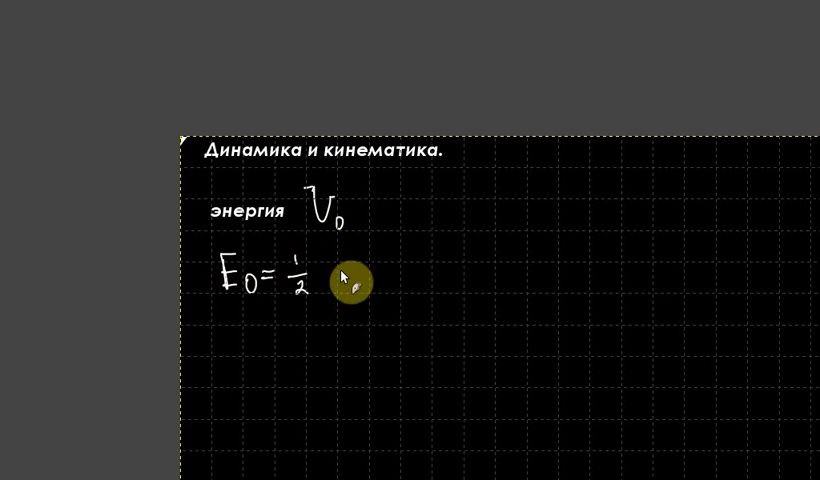 Динамика и кинематика.
энергия V₀
E₀ = 1/2